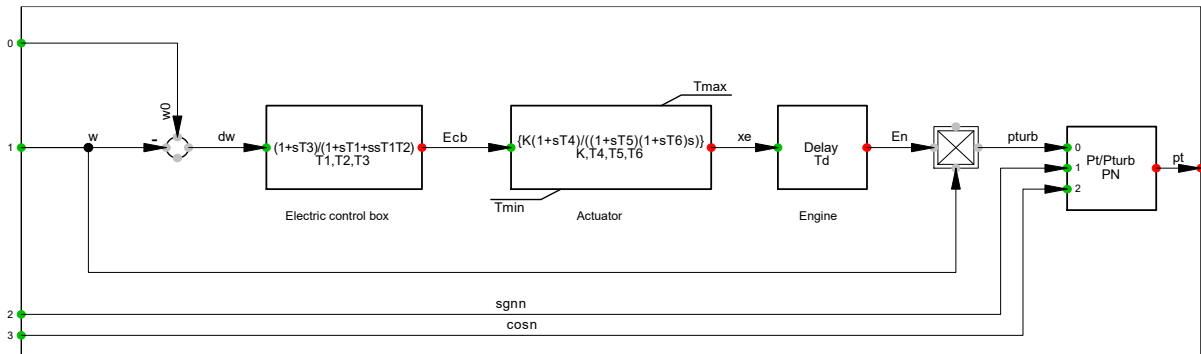 0
Tmax
w0
1
w
-
dw
(1+sT3)/(1+sT1+ssT1T2)
T1,T2,T3
Ecb
{K(1+sT4)/((1+sT5)(1+sT6)s)}
K,T4,T5,T6
xe
Delay
Td
En
pturb
0
1
2
Pt/Pturb
PN
pt
Tmin
Electric control box
Actuator
Engine
sgnn
2
cosn
3